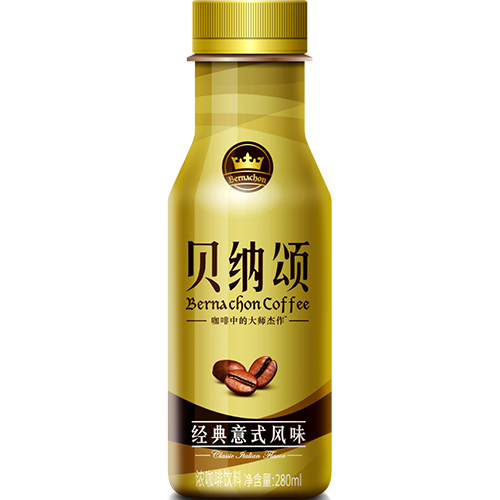 Bernachon
贝纳颂
Bernachon Coffee
咖啡中的大师杰作
经典意式风味
Classic Italian Flavor
浓咖啡饮料 净含量:280ml